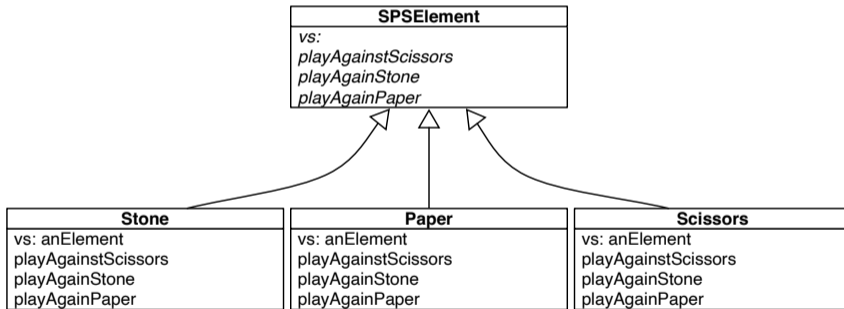 SPSElement
vs:
playAgainstScissors
playAgainStone
playAgainPaper
Stone
vs: anElement
playAgainstScissors
playAgainStone
playAgainPaper
Paper
vs: anElement
playAgainstScissors
playAgainStone
playAgainPaper
Scissors
vs: anElement
playAgainstScissors
playAgainStone
playAgainPaper